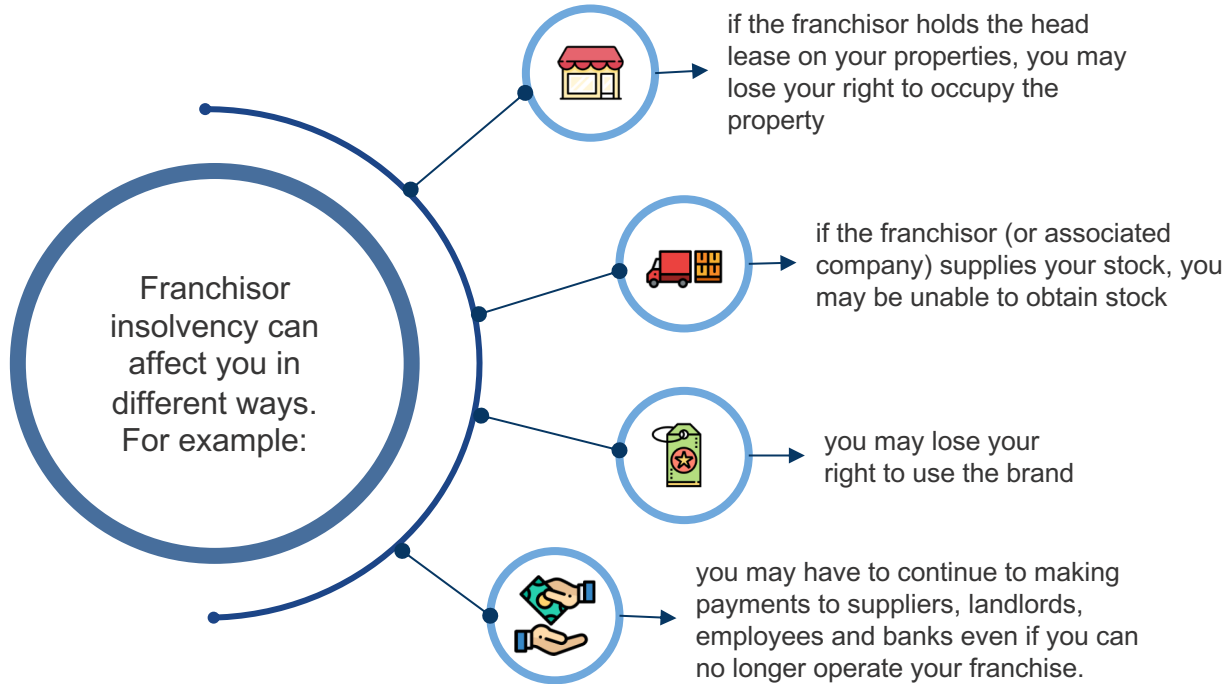 Franchisor
insolvency can
affect you in
different ways.
For example:
if the franchisor holds the head
lease on your properties, you may
lose your right to occupy the
property
if the franchisor (or associated
company) supplies your stock, you
may be unable to obtain stock
you may lose your
right to use the brand
you may have to continue to making
payments to suppliers, landlords,
employees and banks even if you can
no longer operate your franchise.